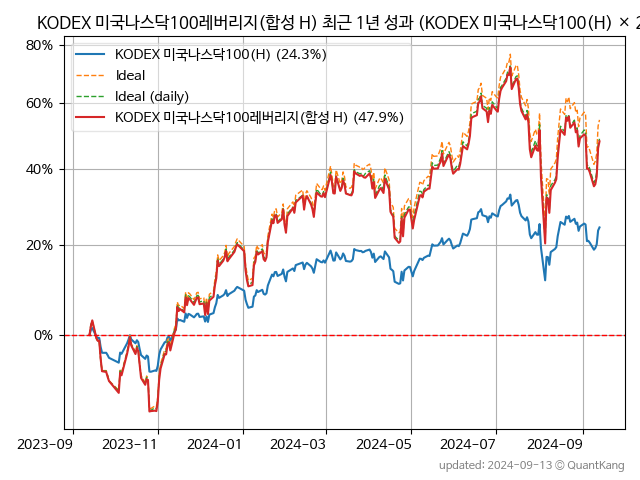 KODEX 미국나스닥100레버리지(합성 H) 최근 1년 성과 (KODEX 미국나스닥100(H) × 2
KODEX 미국나스닥100(H) (24.3%)
Ideal
Ideal (daily)
KODEX 미국나스닥100레버리지(합성 H) (47.9%)
80%
60%
40%
20%
0%
2023-09
2023-11
2024-01
2024-03
2024-05
2024-07
2024-09
updated: 2024-09-13 © QuantKang